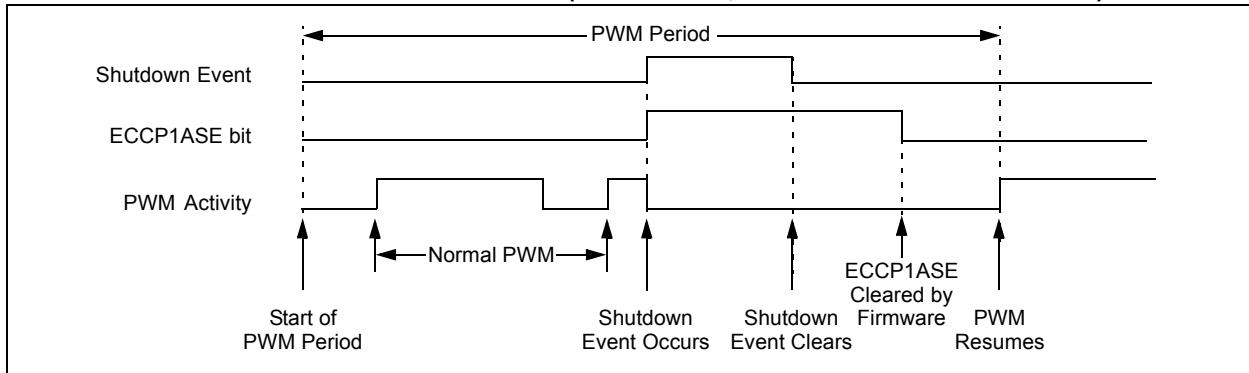 PWM Period
Shutdown Event
ECCP1ASE bit
PWM Activity
Normal PWM
Start of
PWM Period
Shutdown
Event Occurs
Shutdown
Event Clears
ECCP1ASE
Cleared by
Firmware
PWM
Resumes